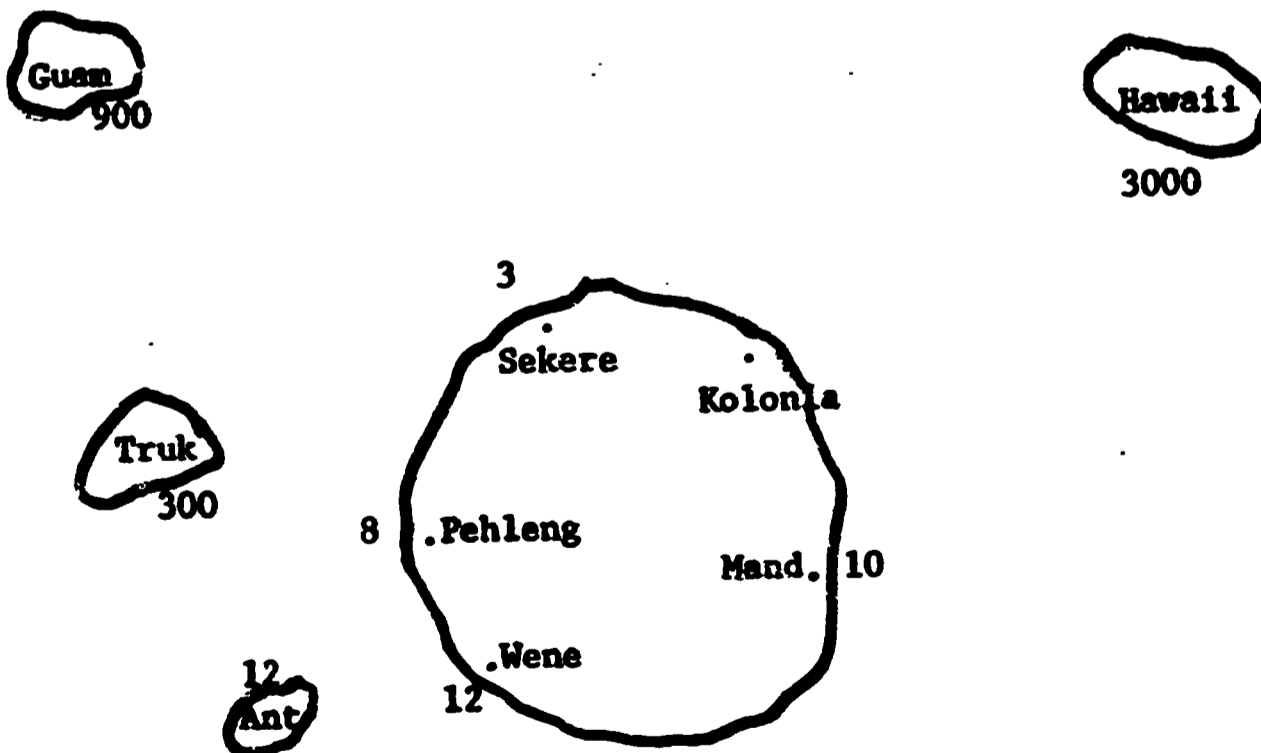 Guam
900
Hawaii
3000
3
Sekere
Kolonia
Truk
300
8
.Pehleng
Mand. 10
.Wene
12
12
Ant